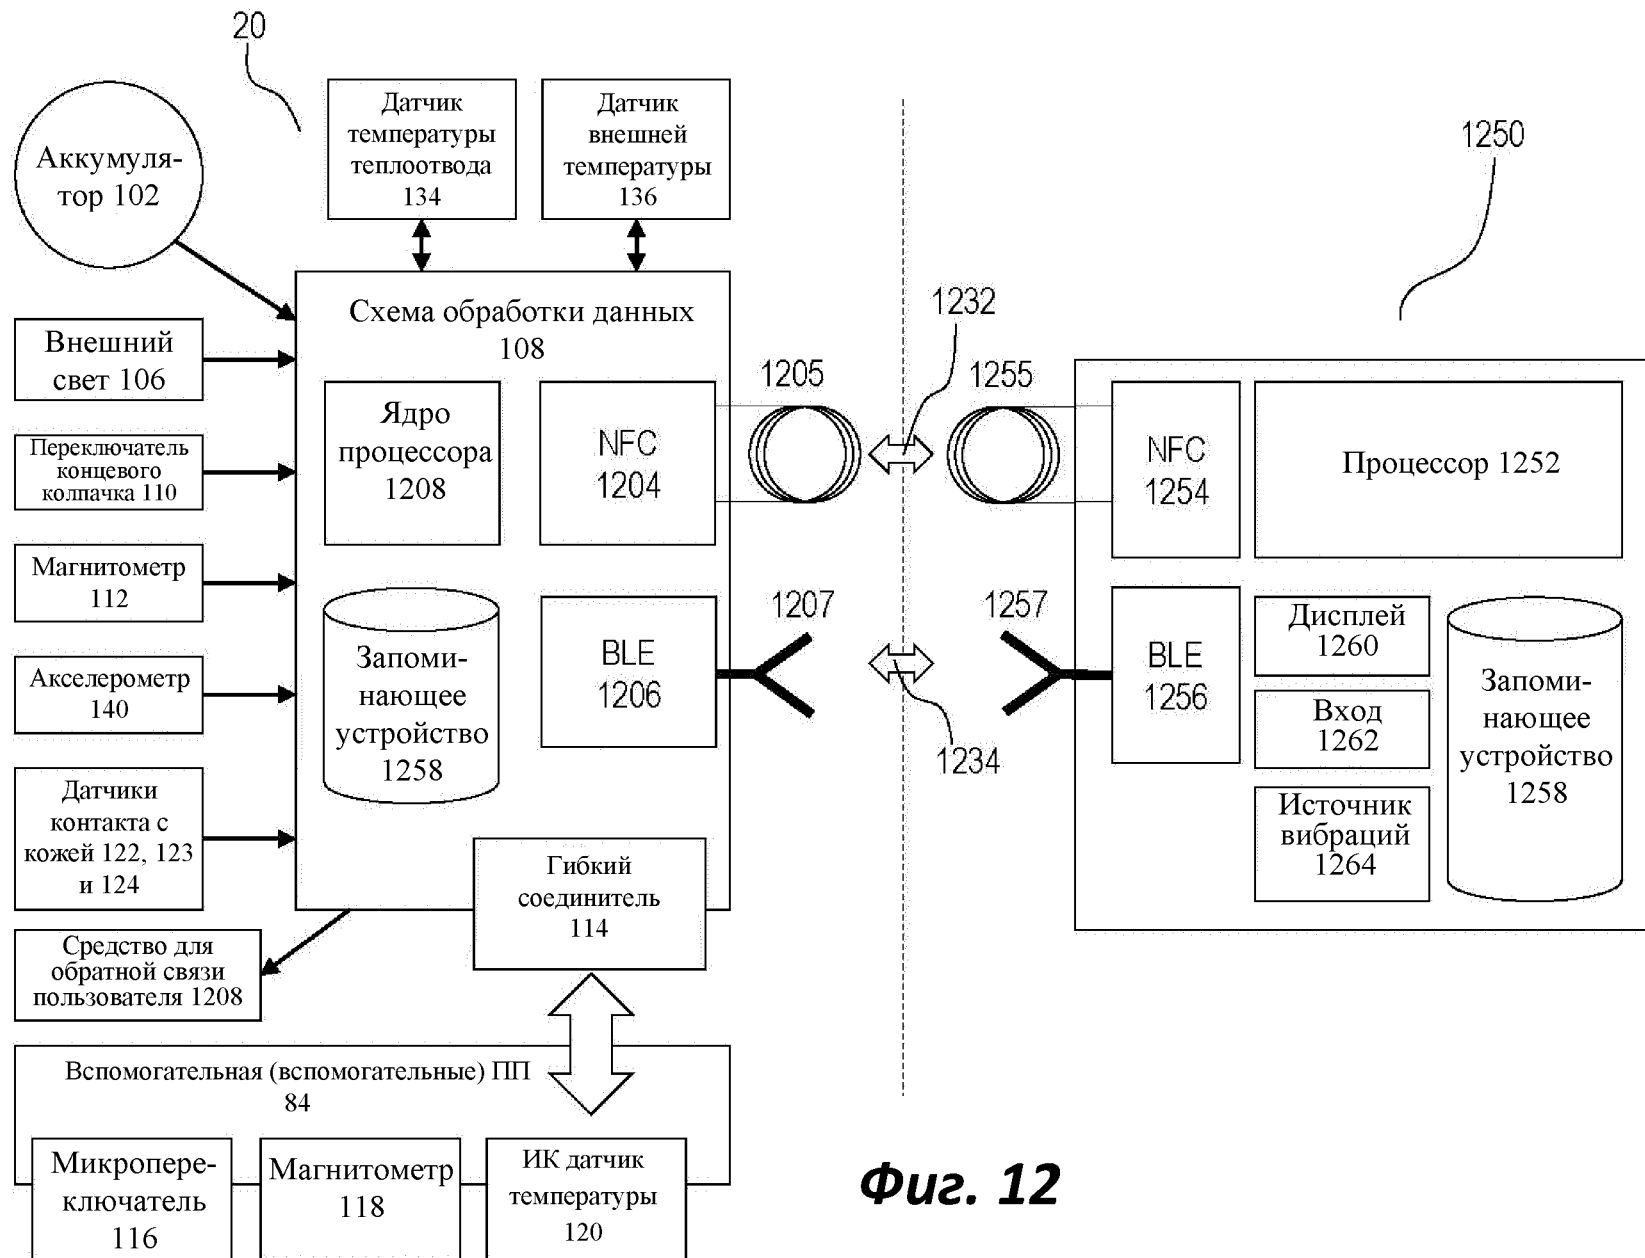 20
Датчик
температуры
теплоотвода
134
Датчик
внешней
температуры
136
Аккумуля-
тор 102
1250
Схема обработки данных
108
1232
Внешний
свет 106
1205
1255
Ядро
процессора
1208
NFC
1204
NFC
1254
Процессор 1252
Переключатель
концевого
колпачка 110
Магнитометр
112
1207
1257
Запоми-
нающее
устройство
1258
BLE
1206
BLE
1256
Дисплей
1260
Вход
1262
Источник
вибраций
1264
Запоми-
нающее
устройство
1258
Акселерометр
140
1234
Датчики
контакта с
кожей 122, 123
и 124
Гибкий
соединитель
114
Средство для
обратной связи
пользователя 1208
Вспомогательная (вспомогательные) ПП
84
Микропере-
ключатель
116
Магнитометр
118
ИК датчик
температуры
120
Фиг. 12